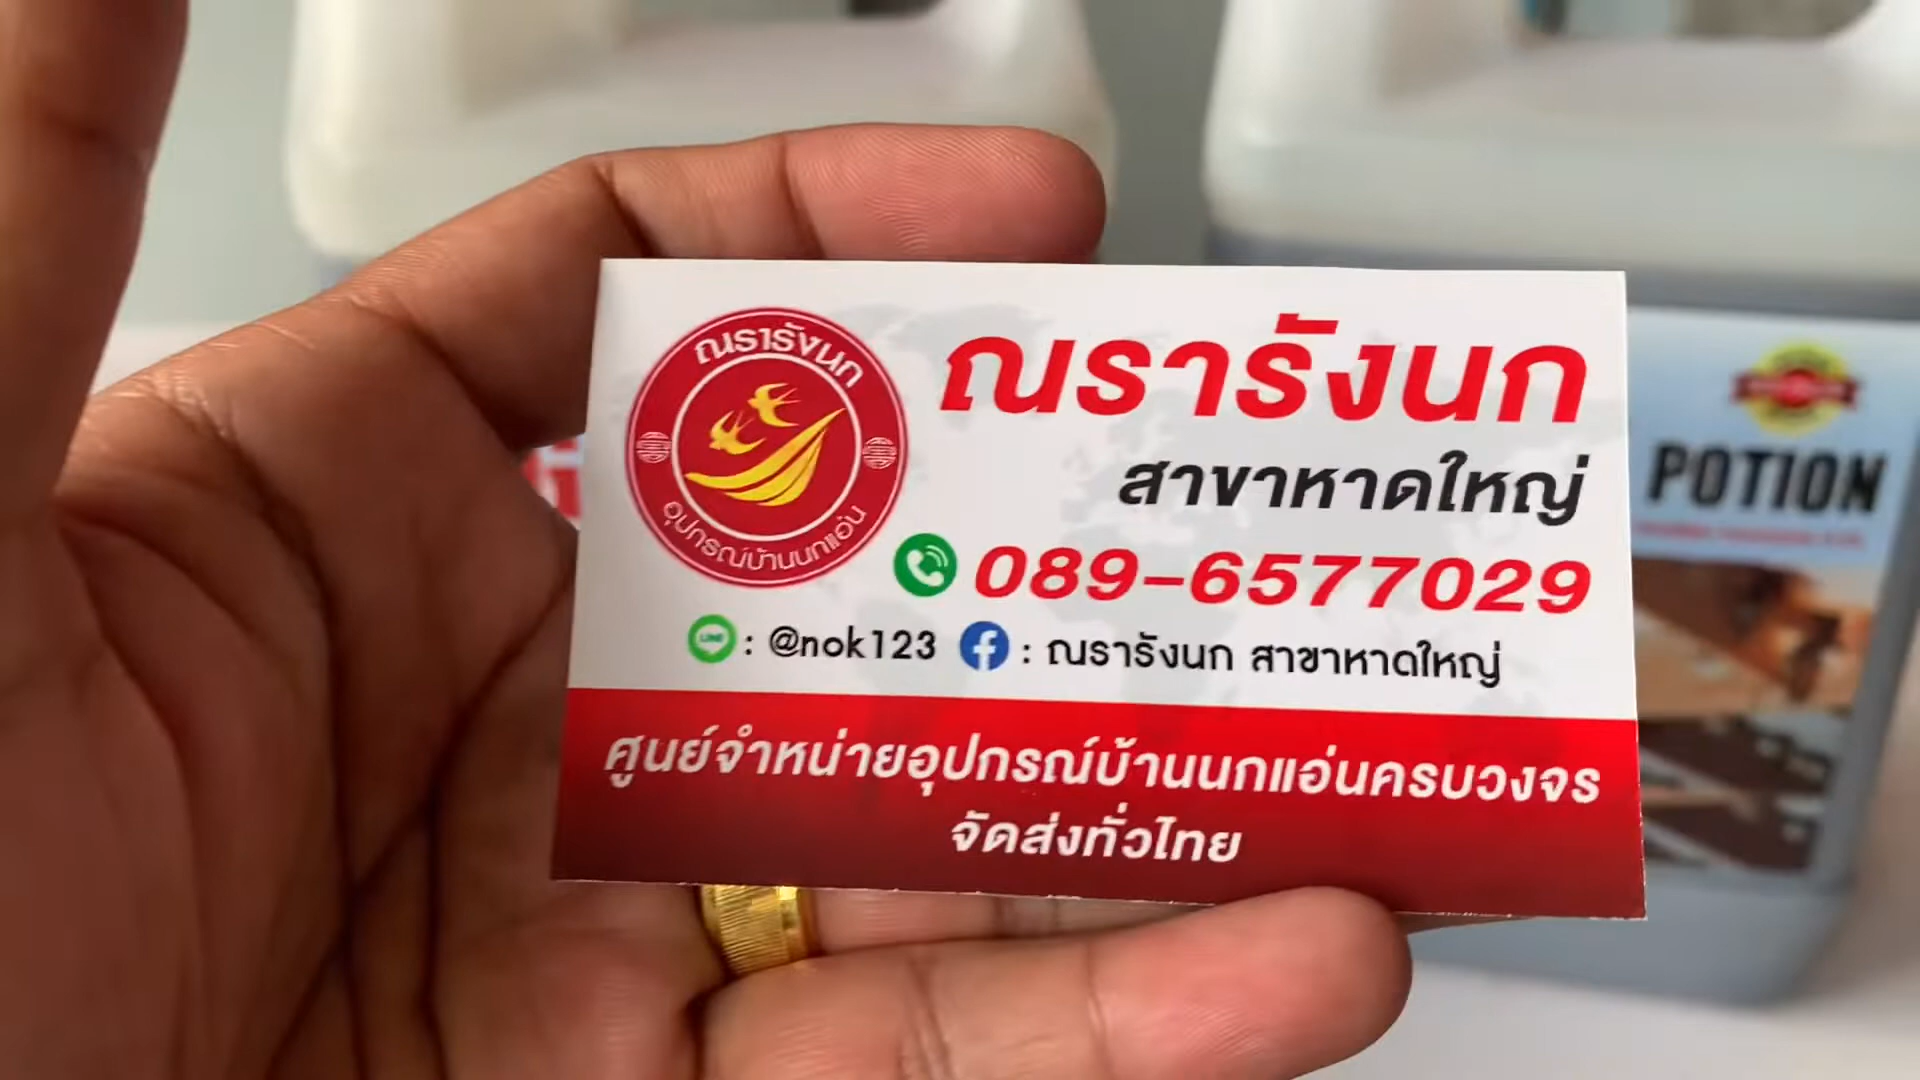 ณรารังนก
อุปกรณ์บ้านนกแอ่น
ณรารังนก
สาขาหาดใหญ่
089-6577029
LINE : @nok123 : ณรารังนก สาขาหาดใหญ่
ศูนย์จำหน่ายอุปกรณ์บ้านนกแอ่นครบวงจร
จัดส่งทั่วไทย
POTION